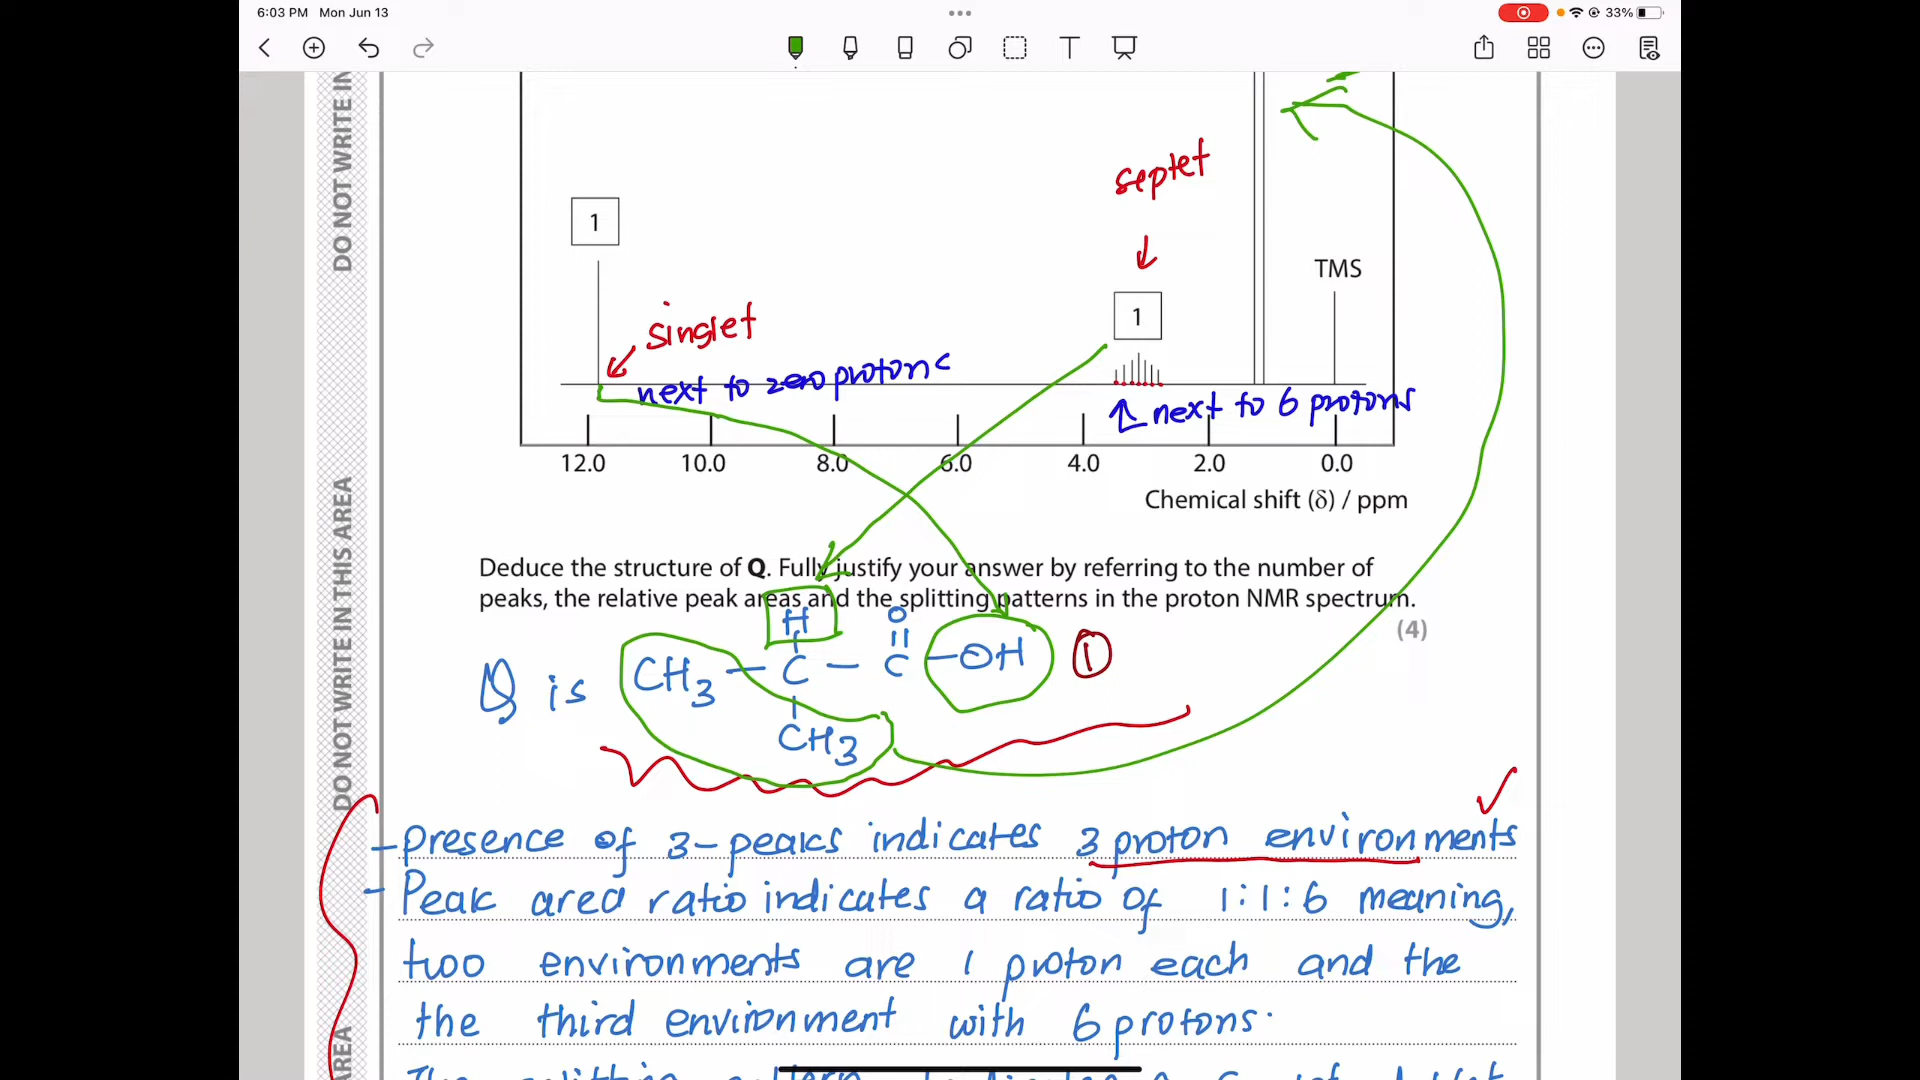 6:03 PM Mon Jun 13
33%
DO NOT WRITE IN
septet
1
TMS
1
singlet
next to zero protons
next to 6 protons
12.0 10.0 8.0 6.0 4.0 2.0 0.0
Chemical shift (δ) / ppm
DO NOT WRITE IN THIS AREA
Deduce the structure of Q. Fully justify your answer by referring to the number of
peaks, the relative peak areas and the splitting patterns in the proton NMR spectrum.
(4)
H O
Q is CH3 — C — C — OH 1
CH3
- presence of 3-peaks indicates 3 proton environments
- Peak area ratio indicates a ratio of 1:1:6 meaning,
two environments are 1 proton each and the
the third environment with 6 protons.
AREA
The splitting pattern